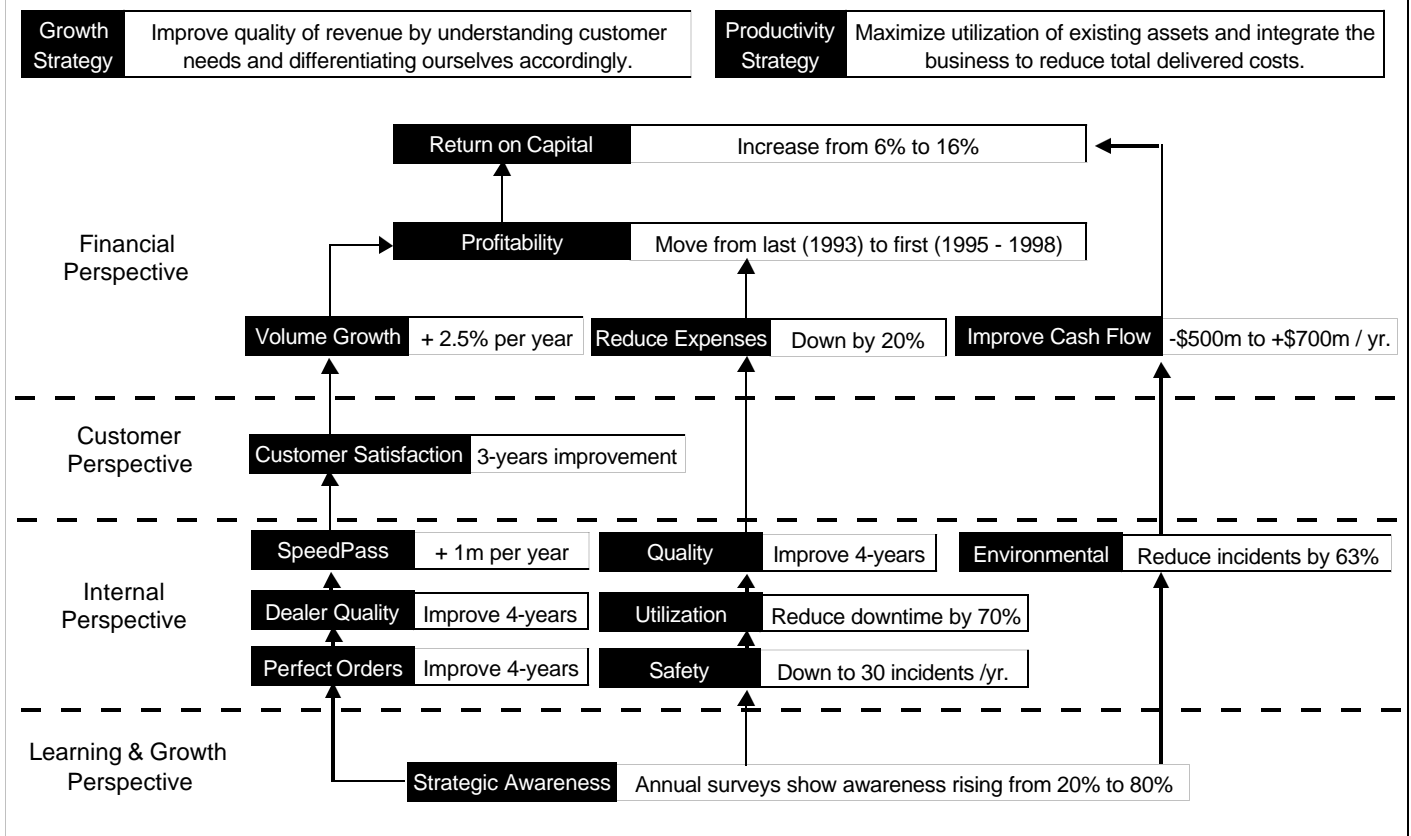 Growth
Strategy
Improve quality of revenue by understanding customer
needs and differentiating ourselves accordingly.
Productivity
Strategy
Maximize utilization of existing assets and integrate the
business to reduce total delivered costs.
Return on Capital
Increase from 6% to 16%
Financial
Perspective
Profitability
Move from last (1993) to first (1995 - 1998)
Volume Growth
+ 2.5% per year
Reduce Expenses
Down by 20%
Improve Cash Flow
-$500m to +$700m / yr.
Customer
Perspective
Customer Satisfaction
3-years improvement
Internal
Perspective
SpeedPass
+ 1m per year
Quality
Improve 4-years
Environmental
Reduce incidents by 63%
Dealer Quality
Improve 4-years
Utilization
Reduce downtime by 70%
Perfect Orders
Improve 4-years
Safety
Down to 30 incidents /yr.
Learning & Growth
Perspective
Strategic Awareness
Annual surveys show awareness rising from 20% to 80%